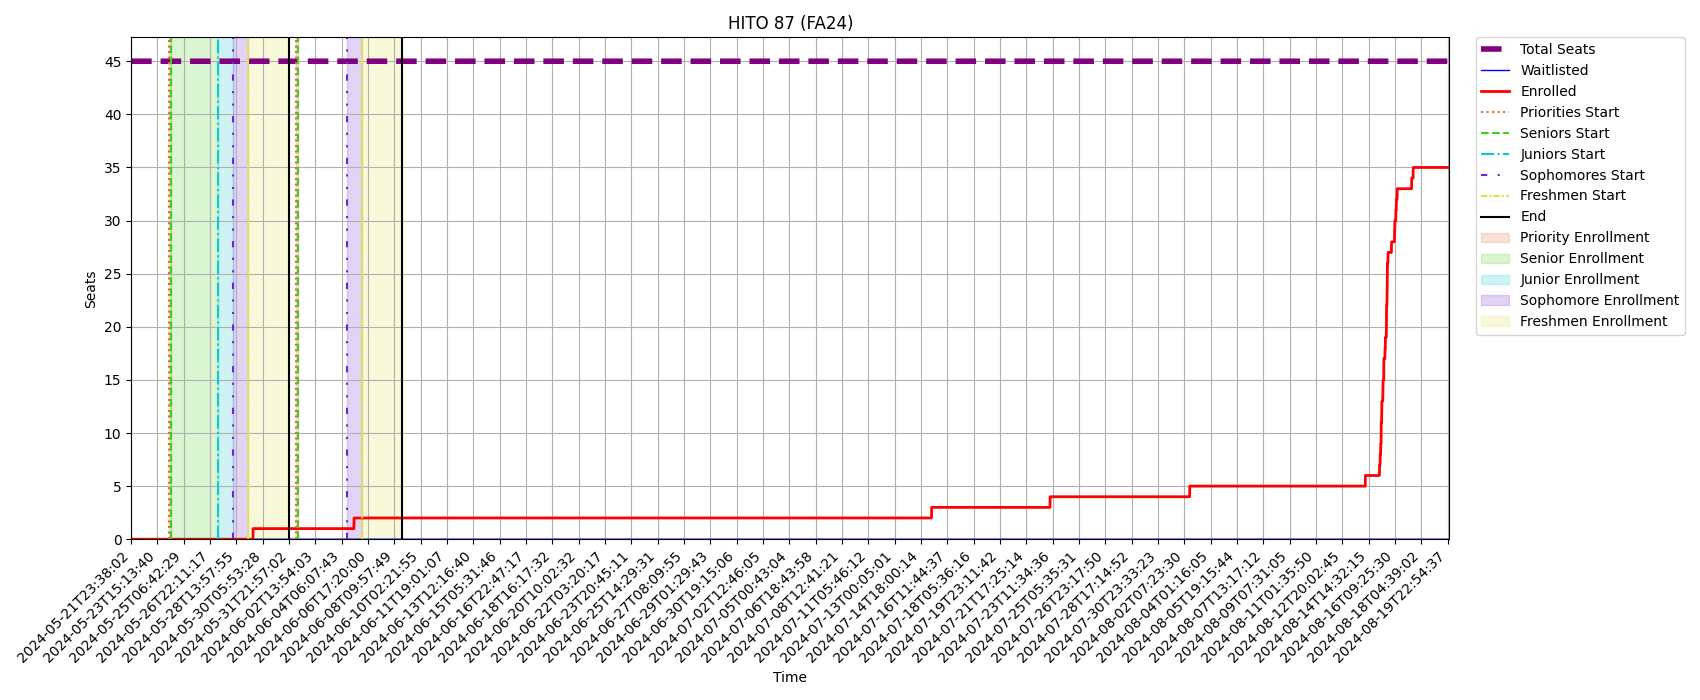 HITO 87 (FA24)
Seats
45
40
35
30
25
20
15
10
5
0
2024-05-21T23:38:02
2024-05-23T15:13:40
2024-05-25T06:42:29
2024-05-26T22:11:17
2024-05-28T13:57:55
2024-05-30T05:53:28
2024-05-31T21:57:02
2024-06-02T13:54:03
2024-06-04T06:07:43
2024-06-06T17:20:00
2024-06-08T09:57:49
2024-06-10T02:21:55
2024-06-11T19:01:07
2024-06-13T12:16:40
2024-06-15T05:31:46
2024-06-16T22:47:17
2024-06-18T16:17:32
2024-06-20T10:02:32
2024-06-22T03:20:17
2024-06-23T20:45:11
2024-06-25T14:29:31
2024-06-27T08:09:55
2024-06-29T01:29:43
2024-06-30T19:15:06
2024-07-02T12:46:05
2024-07-05T00:43:04
2024-07-06T18:43:58
2024-07-08T12:41:21
2024-07-11T05:46:12
2024-07-13T00:05:01
2024-07-14T18:00:14
2024-07-16T11:44:37
2024-07-18T05:36:16
2024-07-19T23:11:42
2024-07-21T17:25:14
2024-07-23T11:34:36
2024-07-25T05:35:31
2024-07-26T23:17:50
2024-07-28T17:14:52
2024-07-30T23:33:23
2024-08-02T07:23:30
2024-08-04T01:16:05
2024-08-05T19:15:44
2024-08-07T13:17:12
2024-08-09T07:31:05
2024-08-11T01:35:50
2024-08-12T20:02:45
2024-08-14T14:32:15
2024-08-16T09:25:30
2024-08-18T04:39:02
2024-08-19T22:54:37
Time
Total Seats
Waitlisted
Enrolled
Priorities Start
Seniors Start
Juniors Start
Sophomores Start
Freshmen Start
End
Priority Enrollment
Senior Enrollment
Junior Enrollment
Sophomore Enrollment
Freshmen Enrollment